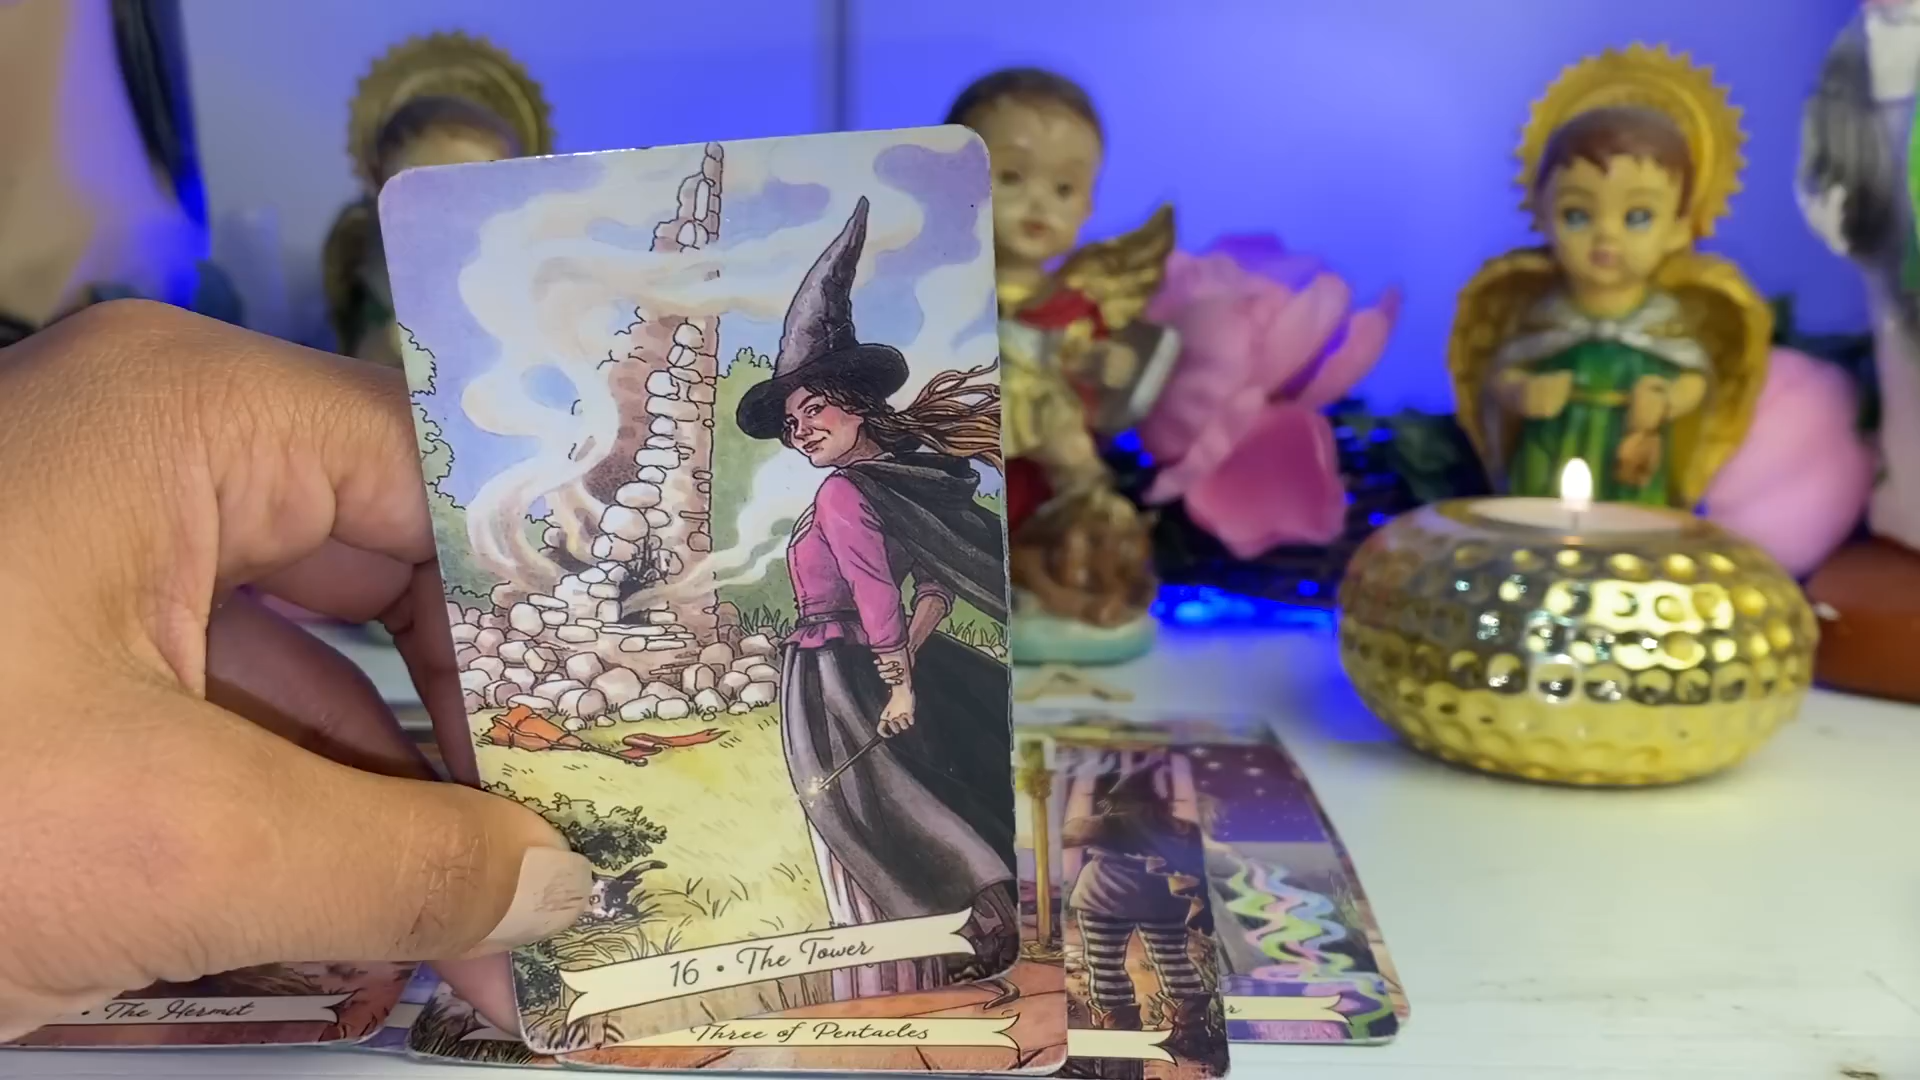 16 • The Tower
• The Hermit
Three of Pentacles